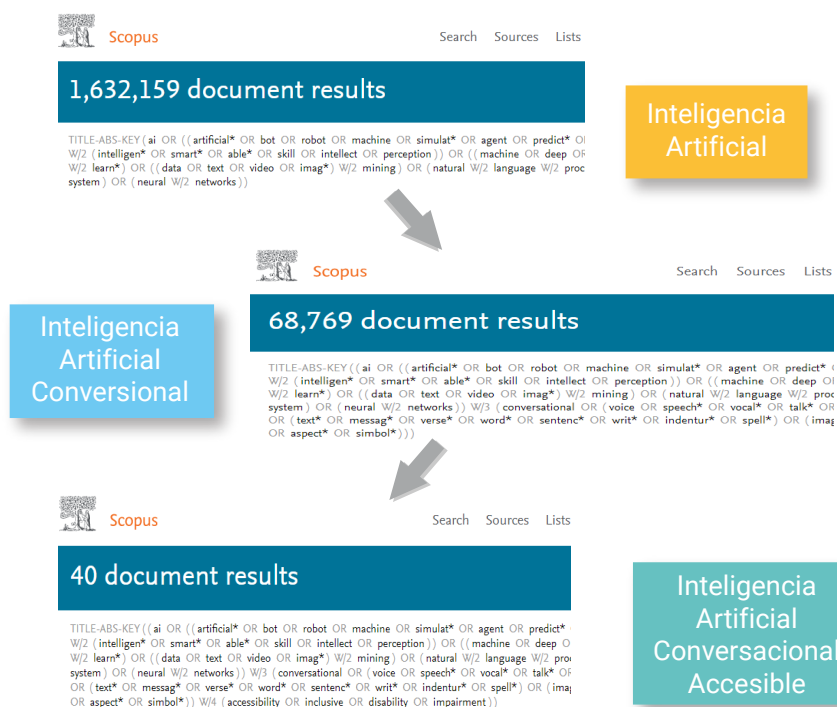 Scopus
Search Sources Lists
1,632,159 document results
TITLE-ABS-KEY ( ai OR ( ( artificial* OR bot OR robot OR machine OR simulat* OR agent OR predict*
W/2 ( intelligen* OR smart* OR able* OR skill OR intellect OR perception ) ) OR ( ( machine OR deep
W/2 learn* ) OR ( ( data OR text OR video OR imag* ) W/2 mining ) OR ( natural W/2 language W/2 proc
system ) OR ( neural W/2 networks ) )
Inteligencia
Artificial
Scopus
Search Sources Lists
68,769 document results
TITLE-ABS-KEY ( ( ai OR ( ( artificial* OR bot OR robot OR machine OR simulat* OR agent OR predict*
W/2 ( intelligen* OR smart* OR able* OR skill OR intellect OR perception ) ) OR ( ( machine OR deep
W/2 learn* ) OR ( ( data OR text OR video OR imag* ) W/2 mining ) OR ( natural W/2 language W/2 proc
system ) OR ( neural W/2 networks ) ) W/3 ( conversational OR ( voice OR speech* OR vocal* OR talk* OR
OR ( text* OR messag* OR verse* OR word* OR sentenc* OR writ* OR indentur* OR spell* ) OR ( imag
OR aspect* OR simbol* ) ) )
Inteligencia
Artificial
Conversional
Scopus
Search Sources Lists
40 document results
TITLE-ABS-KEY ( ( ai OR ( ( artificial* OR bot OR robot OR machine OR simulat* OR agent OR predict*
W/2 ( intelligen* OR smart* OR able* OR skill OR intellect OR perception ) ) OR ( ( machine OR deep
W/2 learn* ) OR ( ( data OR text OR video OR imag* ) W/2 mining ) OR ( natural W/2 language W/2
system ) OR ( neural W/2 networks ) ) W/3 ( conversational OR ( voice OR speech* OR vocal* OR talk*
OR ( text* OR messag* OR verse* OR word* OR sentenc* OR writ* OR indentur* OR spell* ) OR (
OR aspect* OR simbol* ) ) W/4 ( accessibility OR inclusive OR disability OR impairment ) )
Inteligencia
Artificial
Conversacional
Accesible